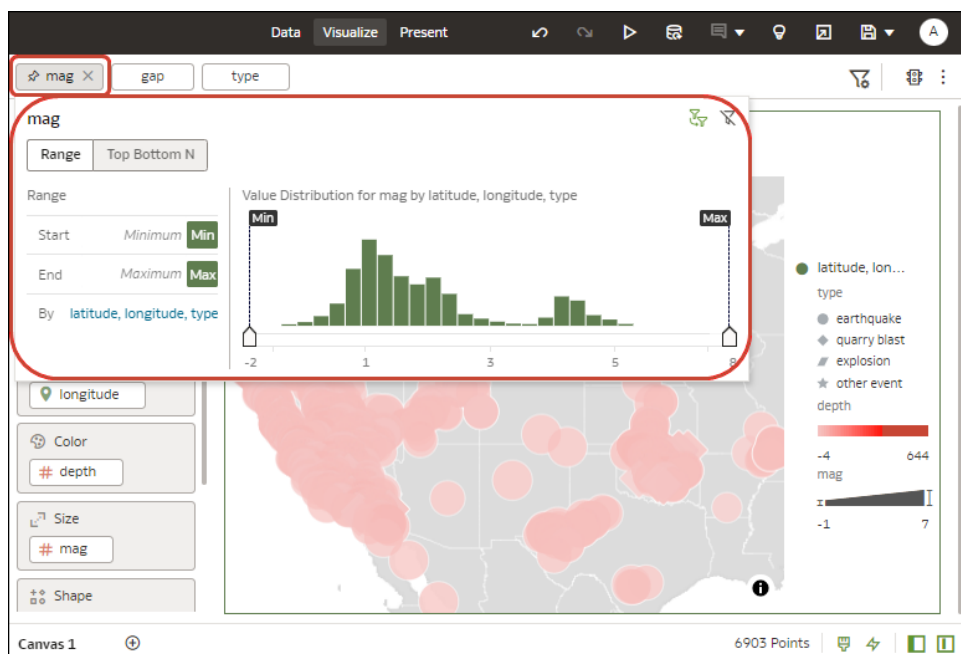 Data Visualize Present A
mag gap type
mag
Range Top Bottom N
Range
Value Distribution for mag by latitude, longitude, type
Min Max
Start Minimum Min
End Maximum Max
By latitude, longitude, type
-2 1 3 5 8
latitude, lon...
type
earthquake
quarry blast
explosion
other event
depth
-4 644
mag
-1 7
longitude
Color
# depth
Size
# mag
Shape
Canvas 1
6903 Points